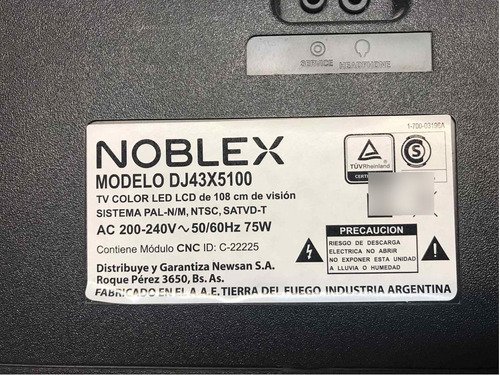 SERVICE HEADPHONE
1-700-03190A
NOBLEX
MODELO DJ43X5100
TV COLOR LED LCD de 108 cm de visión
SISTEMA PAL-N/M, NTSC, SATVD-T
AC 200-240V~50/60Hz 75W
Contiene Módulo CNC ID: C-22225
Distribuye y Garantiza Newsan S.A.
Roque Pérez 3650, Bs. As.
FABRICADO EN EL A.A.E. TIERRA DEL FUEGO INDUSTRIA ARGENTINA
TÜVRheinland
S
PRECAUCION
RIESGO DE DESCARGA
ELECTRICA NO ABRIR
NO EXPONER ESTA UNIDAD
A LLUVIA O HUMEDAD